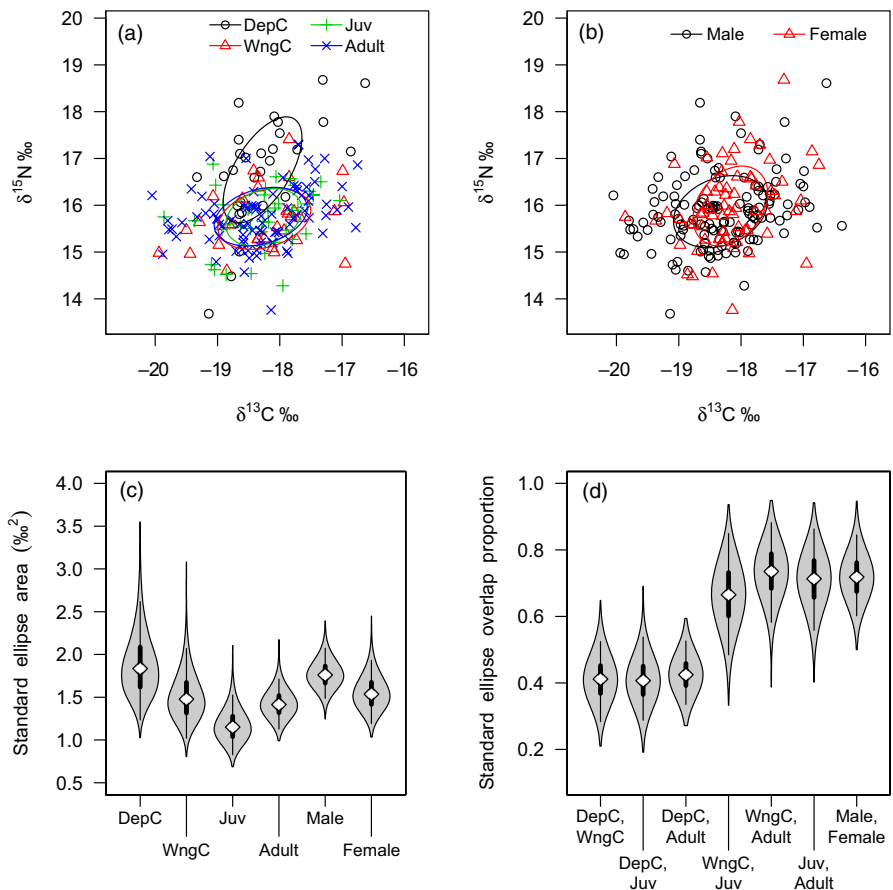 (a)
DepC
Juv
WngC
Adult
20
19
18
17
16
15
14
δ15N ‰
−20
−19
−18
−17
−16
δ13C ‰
(b)
Male
Female
20
19
18
17
16
15
14
δ15N ‰
−20
−19
−18
−17
−16
δ13C ‰
(c)
4.0
3.5
3.0
2.5
2.0
1.5
1.0
0.5
Standard ellipse area (‰²)
DepC
Juv
Male
WngC
Adult
Female
(d)
1.0
0.8
0.6
0.4
0.2
Standard ellipse overlap proportion
DepC,
WngC
DepC,
Adult
WngC,
Adult
Male,
Female
DepC,
Juv
WngC,
Juv
Juv,
Adult